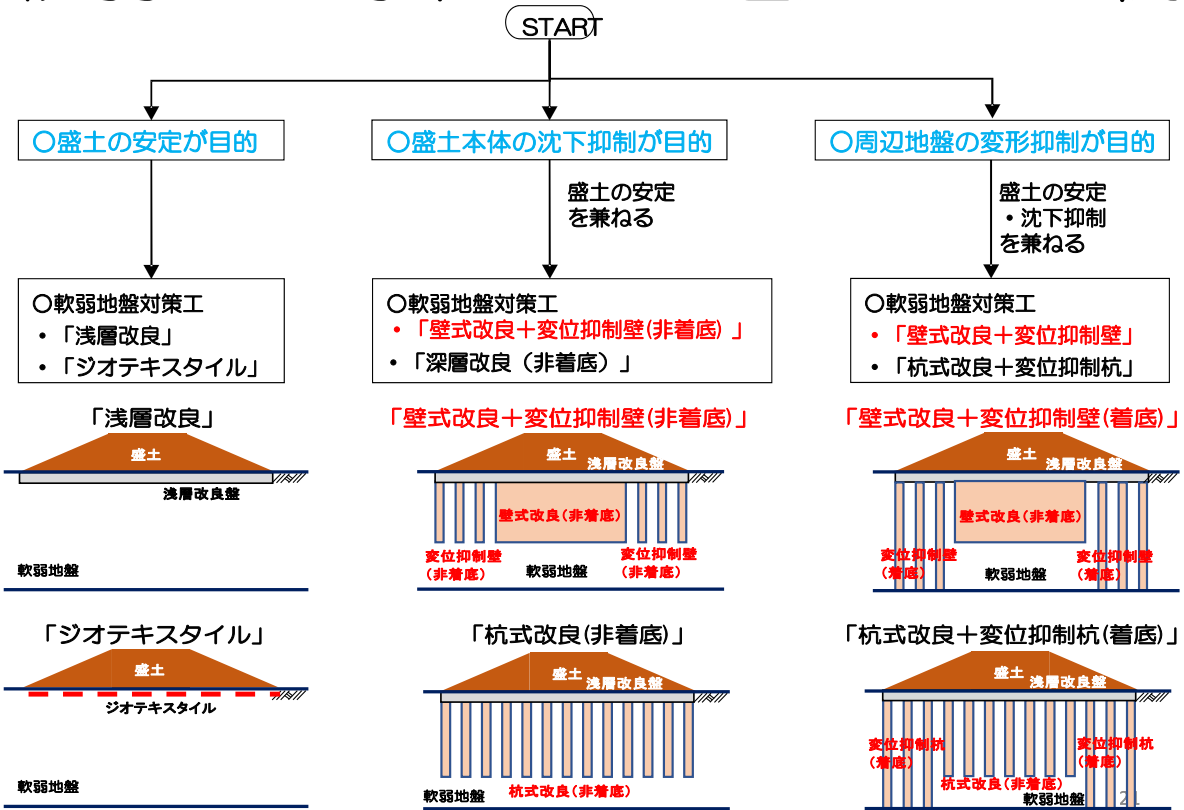 START
○盛土の安定が目的
○盛土本体の沈下抑制が目的
○周辺地盤の変形抑制が目的
盛土の安定
を兼ねる
盛土の安定
・沈下抑制
を兼ねる
○軟弱地盤対策工
・「浅層改良」
・「ジオテキスタイル」
○軟弱地盤対策工
・「壁式改良＋変位抑制壁(非着底) 」
・「深層改良（非着底）」
○軟弱地盤対策工
・「壁式改良＋変位抑制壁」
・「杭式改良＋変位抑制杭」
「浅層改良」
盛土
浅層改良盤
軟弱地盤
「壁式改良＋変位抑制壁(非着底)」
盛土
浅層改良盤
壁式改良(非着底)
変位抑制壁
(非着底)
変位抑制壁
(非着底)
軟弱地盤
「壁式改良＋変位抑制壁(着底)」
盛土
浅層改良盤
壁式改良(非着底)
変位抑制壁
(着底)
変位抑制壁
(着底)
軟弱地盤
「ジオテキスタイル」
盛土
ジオテキスタイル
軟弱地盤
「杭式改良(非着底)」
盛土
浅層改良盤
軟弱地盤
杭式改良(非着底)
「杭式改良＋変位抑制杭(着底)」
盛土
浅層改良盤
変位抑制杭
(着底)
変位抑制杭
(着底)
杭式改良(非着底)
軟弱地盤
21